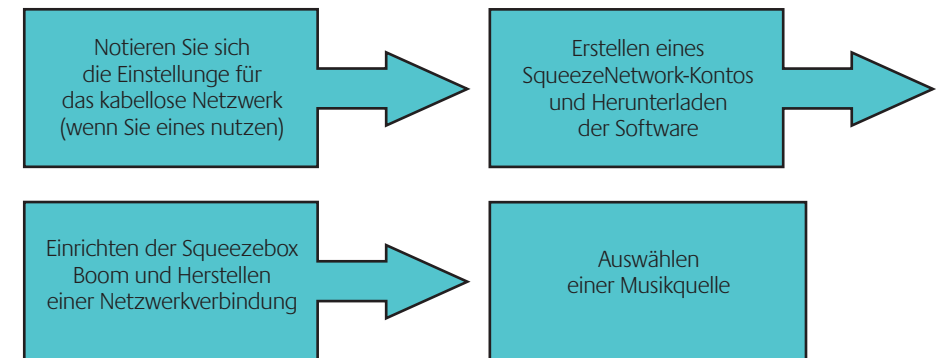 Notieren Sie sich
die Einstellunge für
das kabellose Netzwerk
(wenn Sie eines nutzen)
Erstellen eines
SqueezeNetwork-Kontos
und Herunterladen
der Software
Einrichten der Squeezebox
Boom und Herstellen
einer Netzwerkverbindung
Auswählen
einer Musikquelle